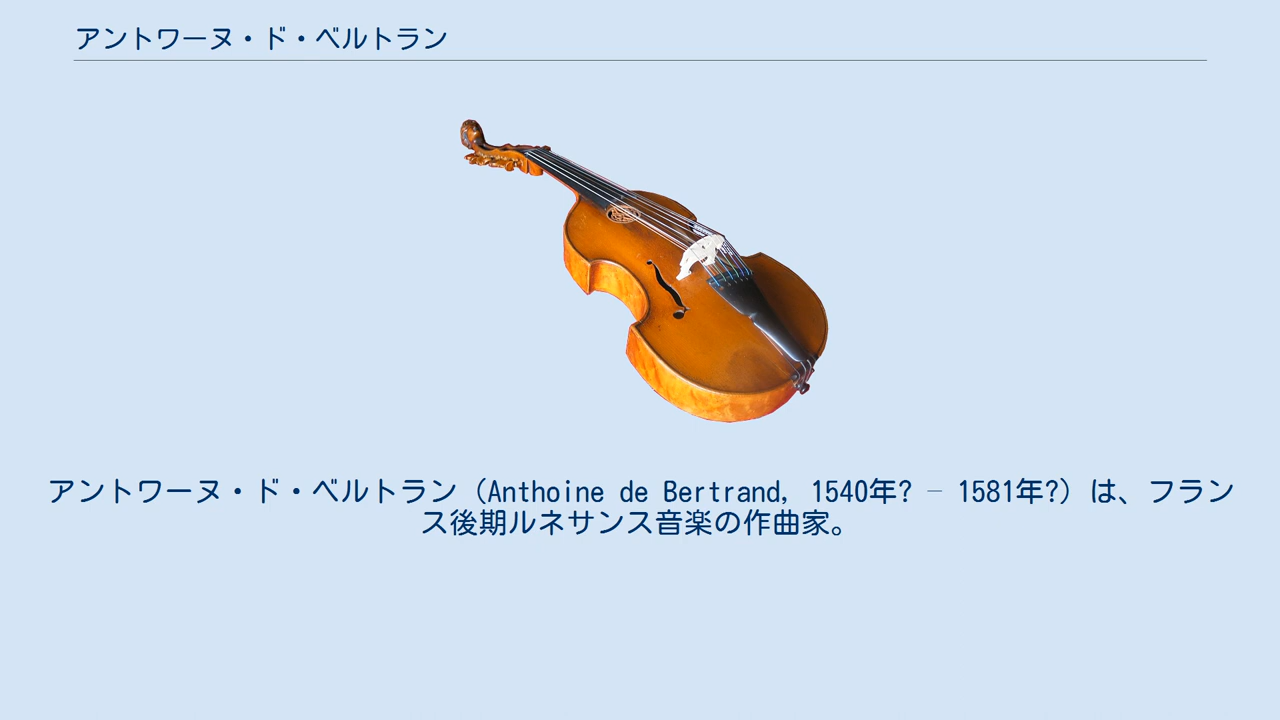 アントワーヌ・ド・ベルトラン
アントワーヌ・ド・ベルトラン（Anthoine de Bertrand, 1540年? – 1581年?）は、フラン
ス後期ルネサンス音楽の作曲家。